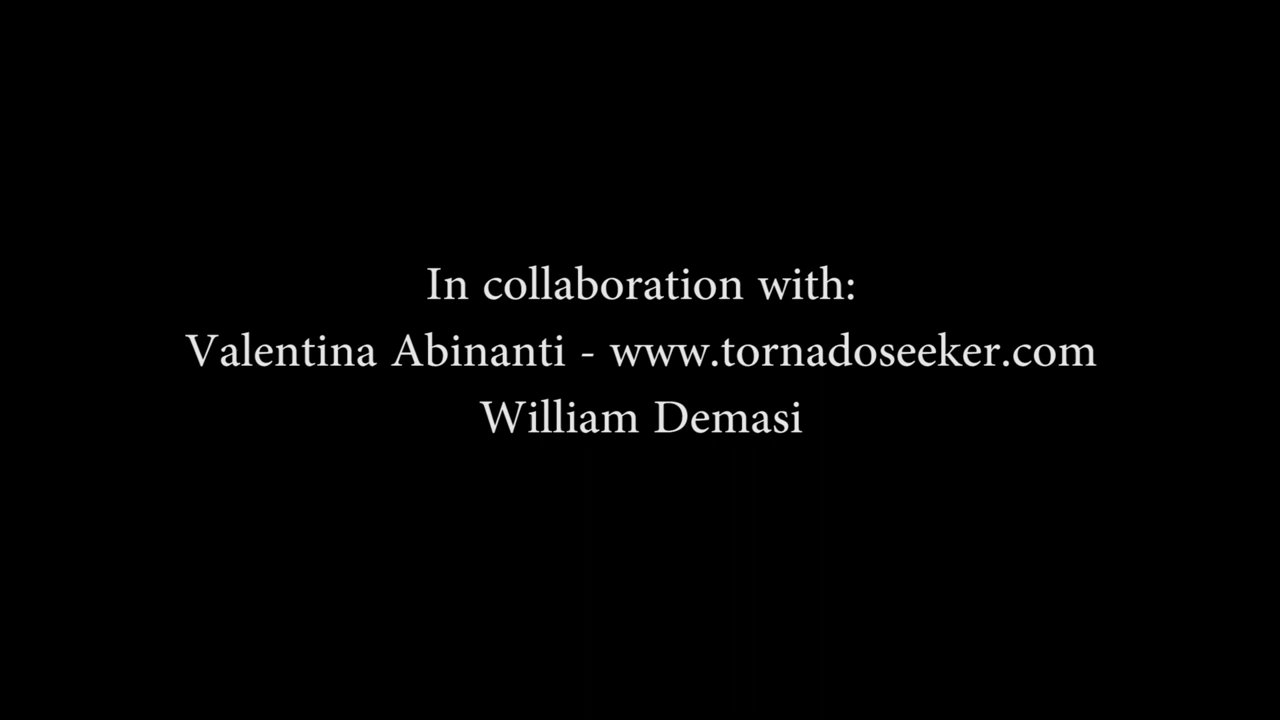 In collaboration with:
Valentina Abinanti - www.tornadoseeker.com
William Demasi